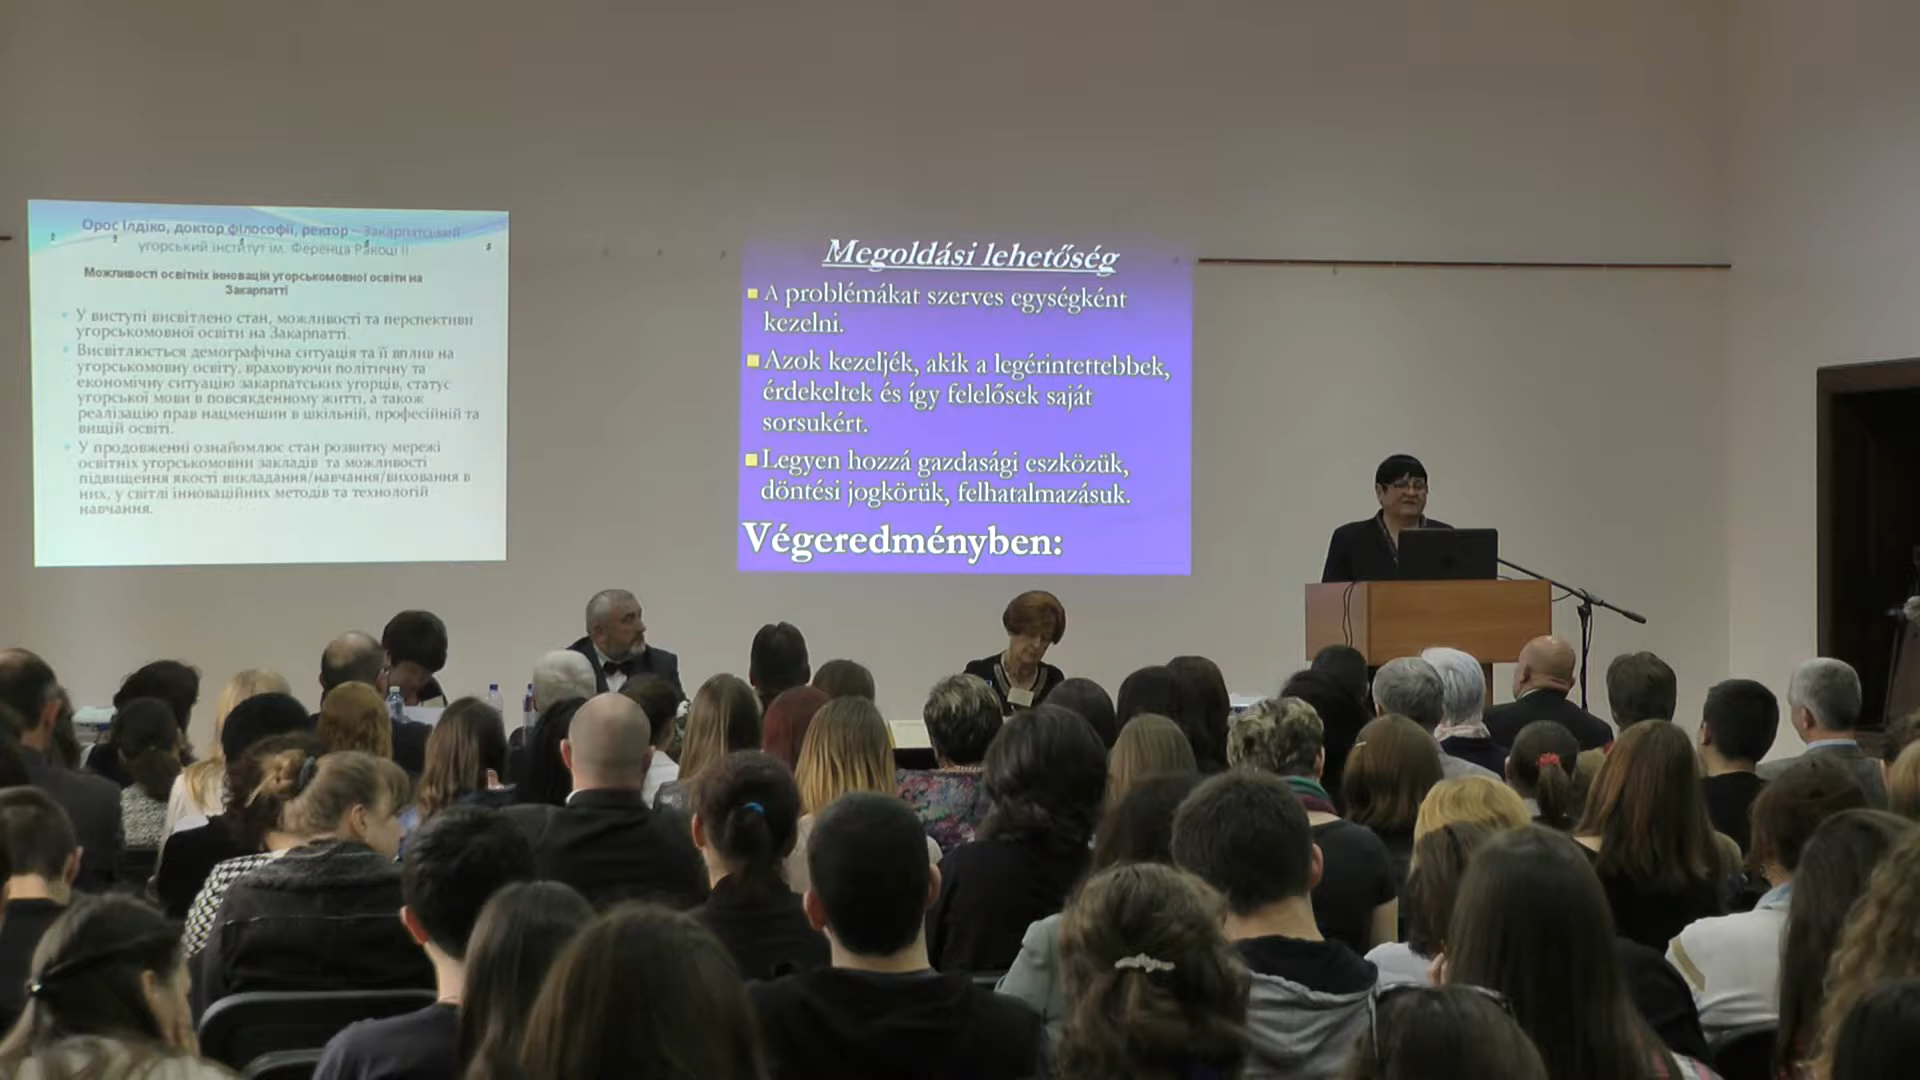 Орос Ілдіко, доктор філософії, ректор – Закарпатський
угорський інститут ім. Ференца Ракоці ІІ
Можливості освітніх інновацій угорськомовної освіти на
Закарпатті
У виступі висвітлено стан, можливості та перспективи
угорськомовної освіти на Закарпатті.
Висвітлюється демографічна ситуація та її вплив на
угорськомовну освіту, враховуючи політичну та
економічну ситуацію закарпатських угорців, статус
угорської мови в повсякденному житті, а також
реалізацію прав нацменшин в шкільній, професійній та
вищій освіті.
У продовженні ознайомлює стан розвитку мережі
освітніх угорськомовни закладів та можливості
підвищення якості викладання/навчання/виховання в
них, у світлі інноваційних методів та технологій
навчання.
Megoldási lehetőség
A problémákat szerves egységként
kezelni.
Azok kezeljék, akik a legérintettebbek,
érdekeltek és így felelősek saját
sorsukért.
Legyen hozzá gazdasági eszközük,
döntési jogkörük, felhatalmazásuk.
Végeredményben: